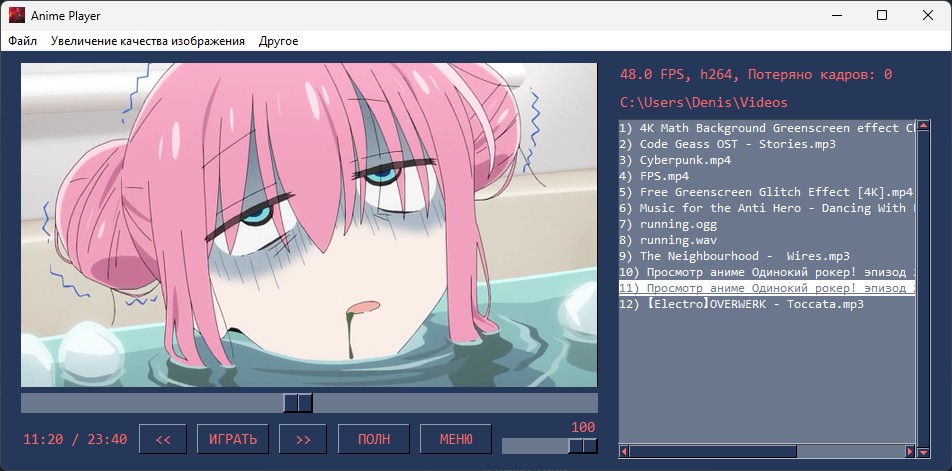 Anime Player
Файл Увеличение качества изображения Другое
48.0 FPS, h264, Потеряно кадров: 0
C:\Users\Denis\Videos
1) 4K Math Background Greenscreen effect
2) Code Geass OST - Stories.mp3
3) Cyberpunk.mp4
4) FPS.mp4
5) Free Greenscreen Glitch Effect [4K].mp4
6) Music for the Anti Hero - Dancing With
7) running.ogg
8) running.wav
9) The Neighbourhood -  Wires.mp3
10) Просмотр аниме Одинокий рокер! эпизод
11) Просмотр аниме Одинокий рокер! эпизод
12)【Electro】OVERWERK - Toccata.mp3
11:20 / 23:40
<<
ИГРАТЬ
>>
ПОЛН
МЕНЮ
100